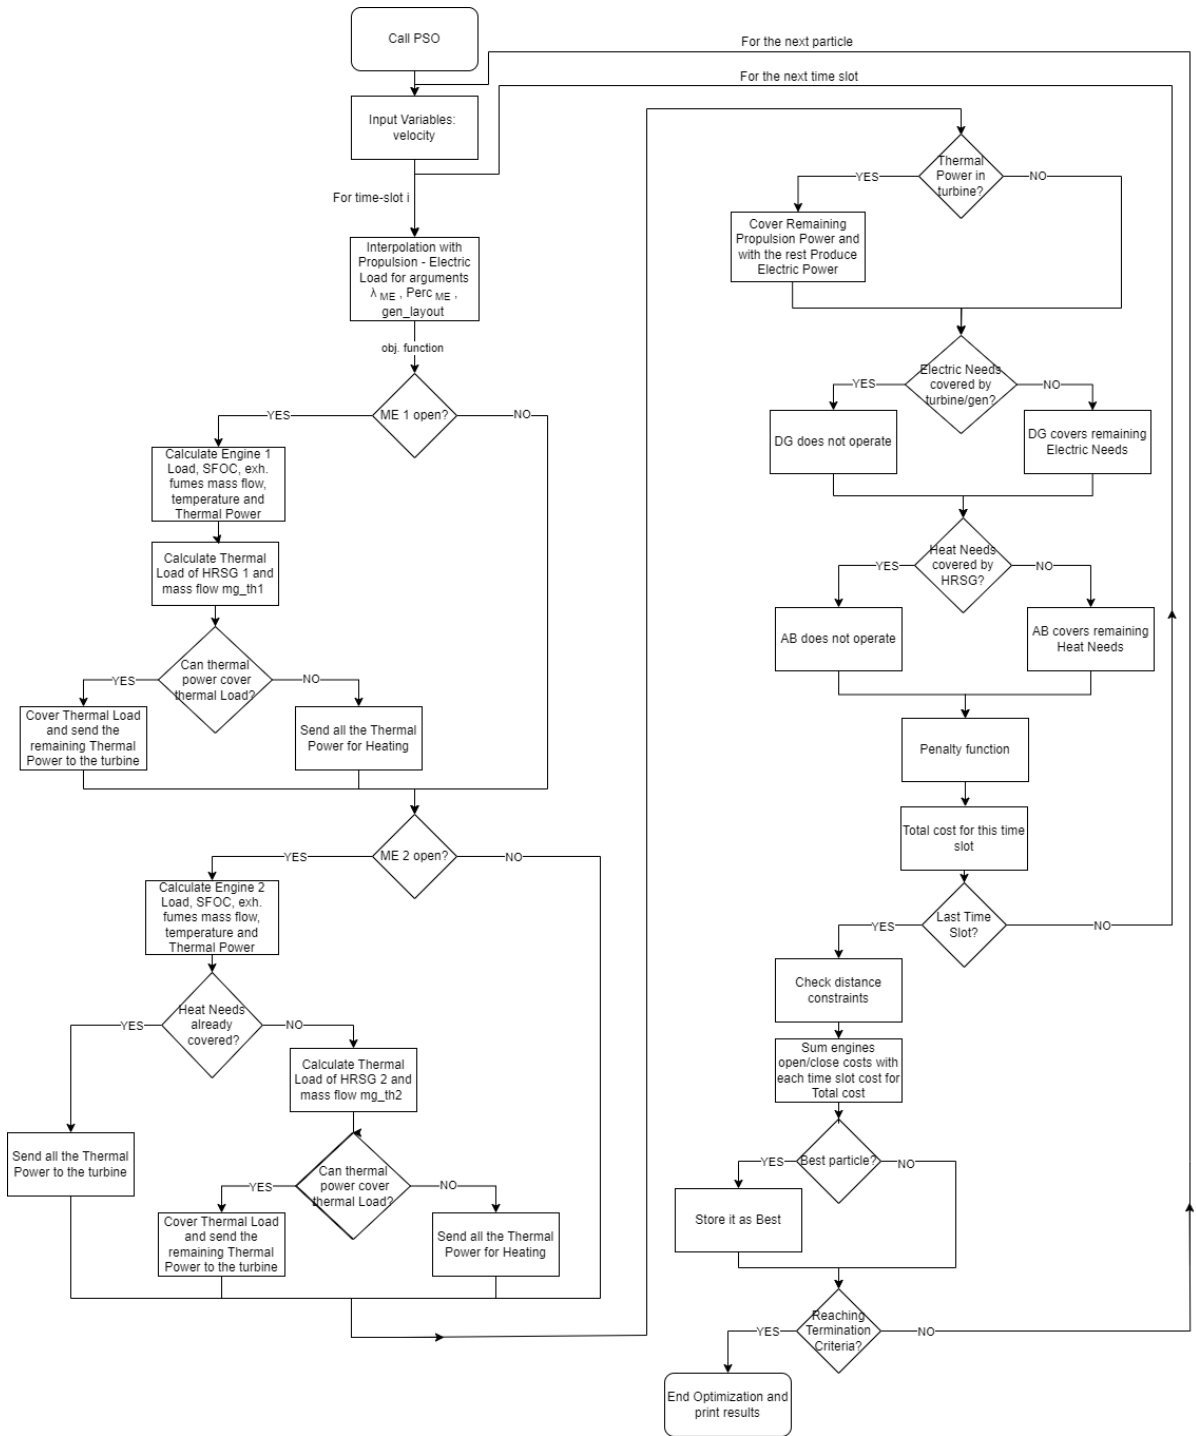 Call PSO
For the next particle
For the next time slot
Input Variables:
velocity
For time-slot i
Interpolation with
Propulsion - Electric
Load for arguments
λ ME , Perc ME ,
gen_layout
obj. function
ME 1 open?
YES
NO
Calculate Engine 1
Load, SFOC, exh.
fumes mass flow,
temperature and
Thermal Power
Calculate Thermal
Load of HRSG 1 and
mass flow mg_th1
Can thermal
power cover
thermal Load?
YES
NO
Cover Thermal Load
and send the
remaining Thermal
Power to the turbine
Send all the Thermal
Power for Heating
ME 2 open?
YES
NO
Calculate Engine 2
Load, SFOC, exh.
fumes mass flow,
temperature and
Thermal Power
Heat Needs
already
covered?
YES
NO
Calculate Thermal
Load of HRSG 2 and
mass flow mg_th2
Send all the Thermal
Power to the turbine
Can thermal
power cover
thermal Load?
YES
NO
Cover Thermal Load
and send the
remaining Thermal
Power to the turbine
Send all the Thermal
Power for Heating
Thermal
Power in
turbine?
YES
NO
Cover Remaining
Propulsion Power and
with the rest Produce
Electric Power
Electric Needs
covered by
turbine/gen?
YES
NO
DG does not operate
DG covers remaining
Electric Needs
Heat Needs
covered by
HRSG?
YES
NO
AB does not operate
AB covers remaining
Heat Needs
Penalty function
Total cost for this time
slot
Last Time
Slot?
YES
NO
Check distance
constraints
Sum engines
open/close costs with
each time slot cost for
Total cost
Best particle?
YES
NO
Store it as Best
Reaching
Termination
Criteria?
YES
NO
End Optimization and
print results